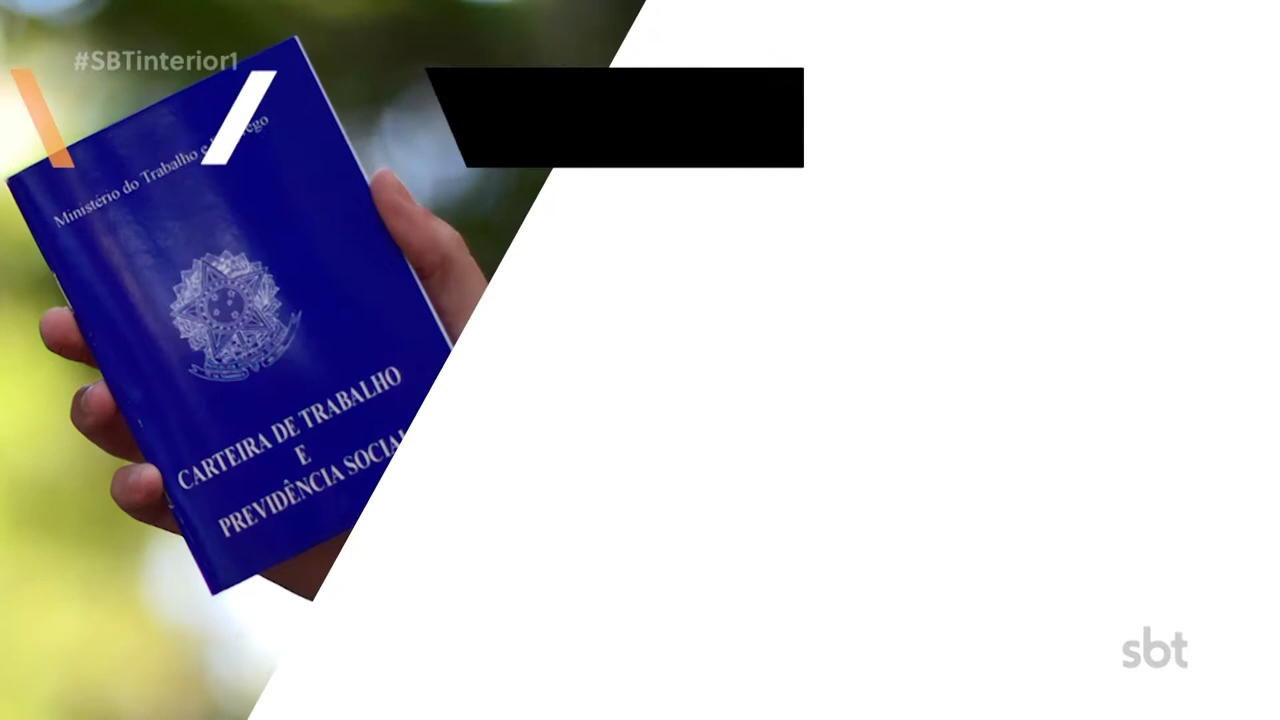 #SBTinterior1
Ministério do Trabalho e
CARTEIRA DE TRABALHO
E
PREVIDÊNCIA SOCIAL
sbt